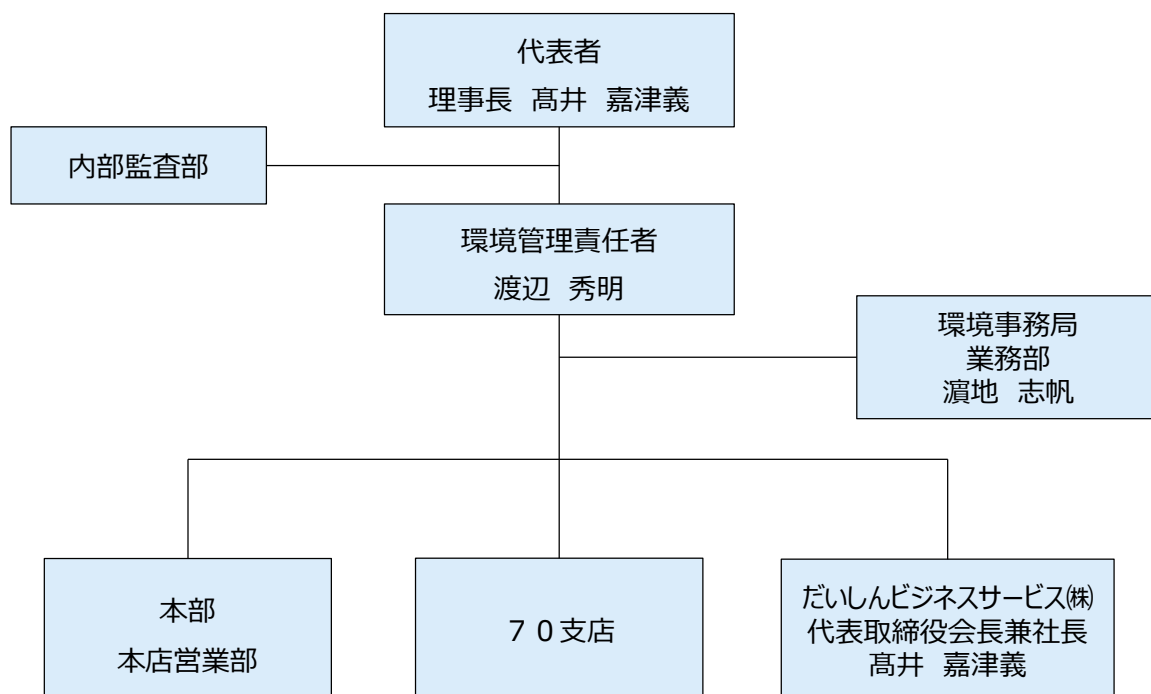 代表者
理事長 髙井 嘉津義
内部監査部
環境管理責任者
渡辺 秀明
環境事務局
業務部
濵地 志帆
本部
本店営業部
７０支店
だいしんビジネスサービス㈱
代表取締役会長兼社長
髙井 嘉津義